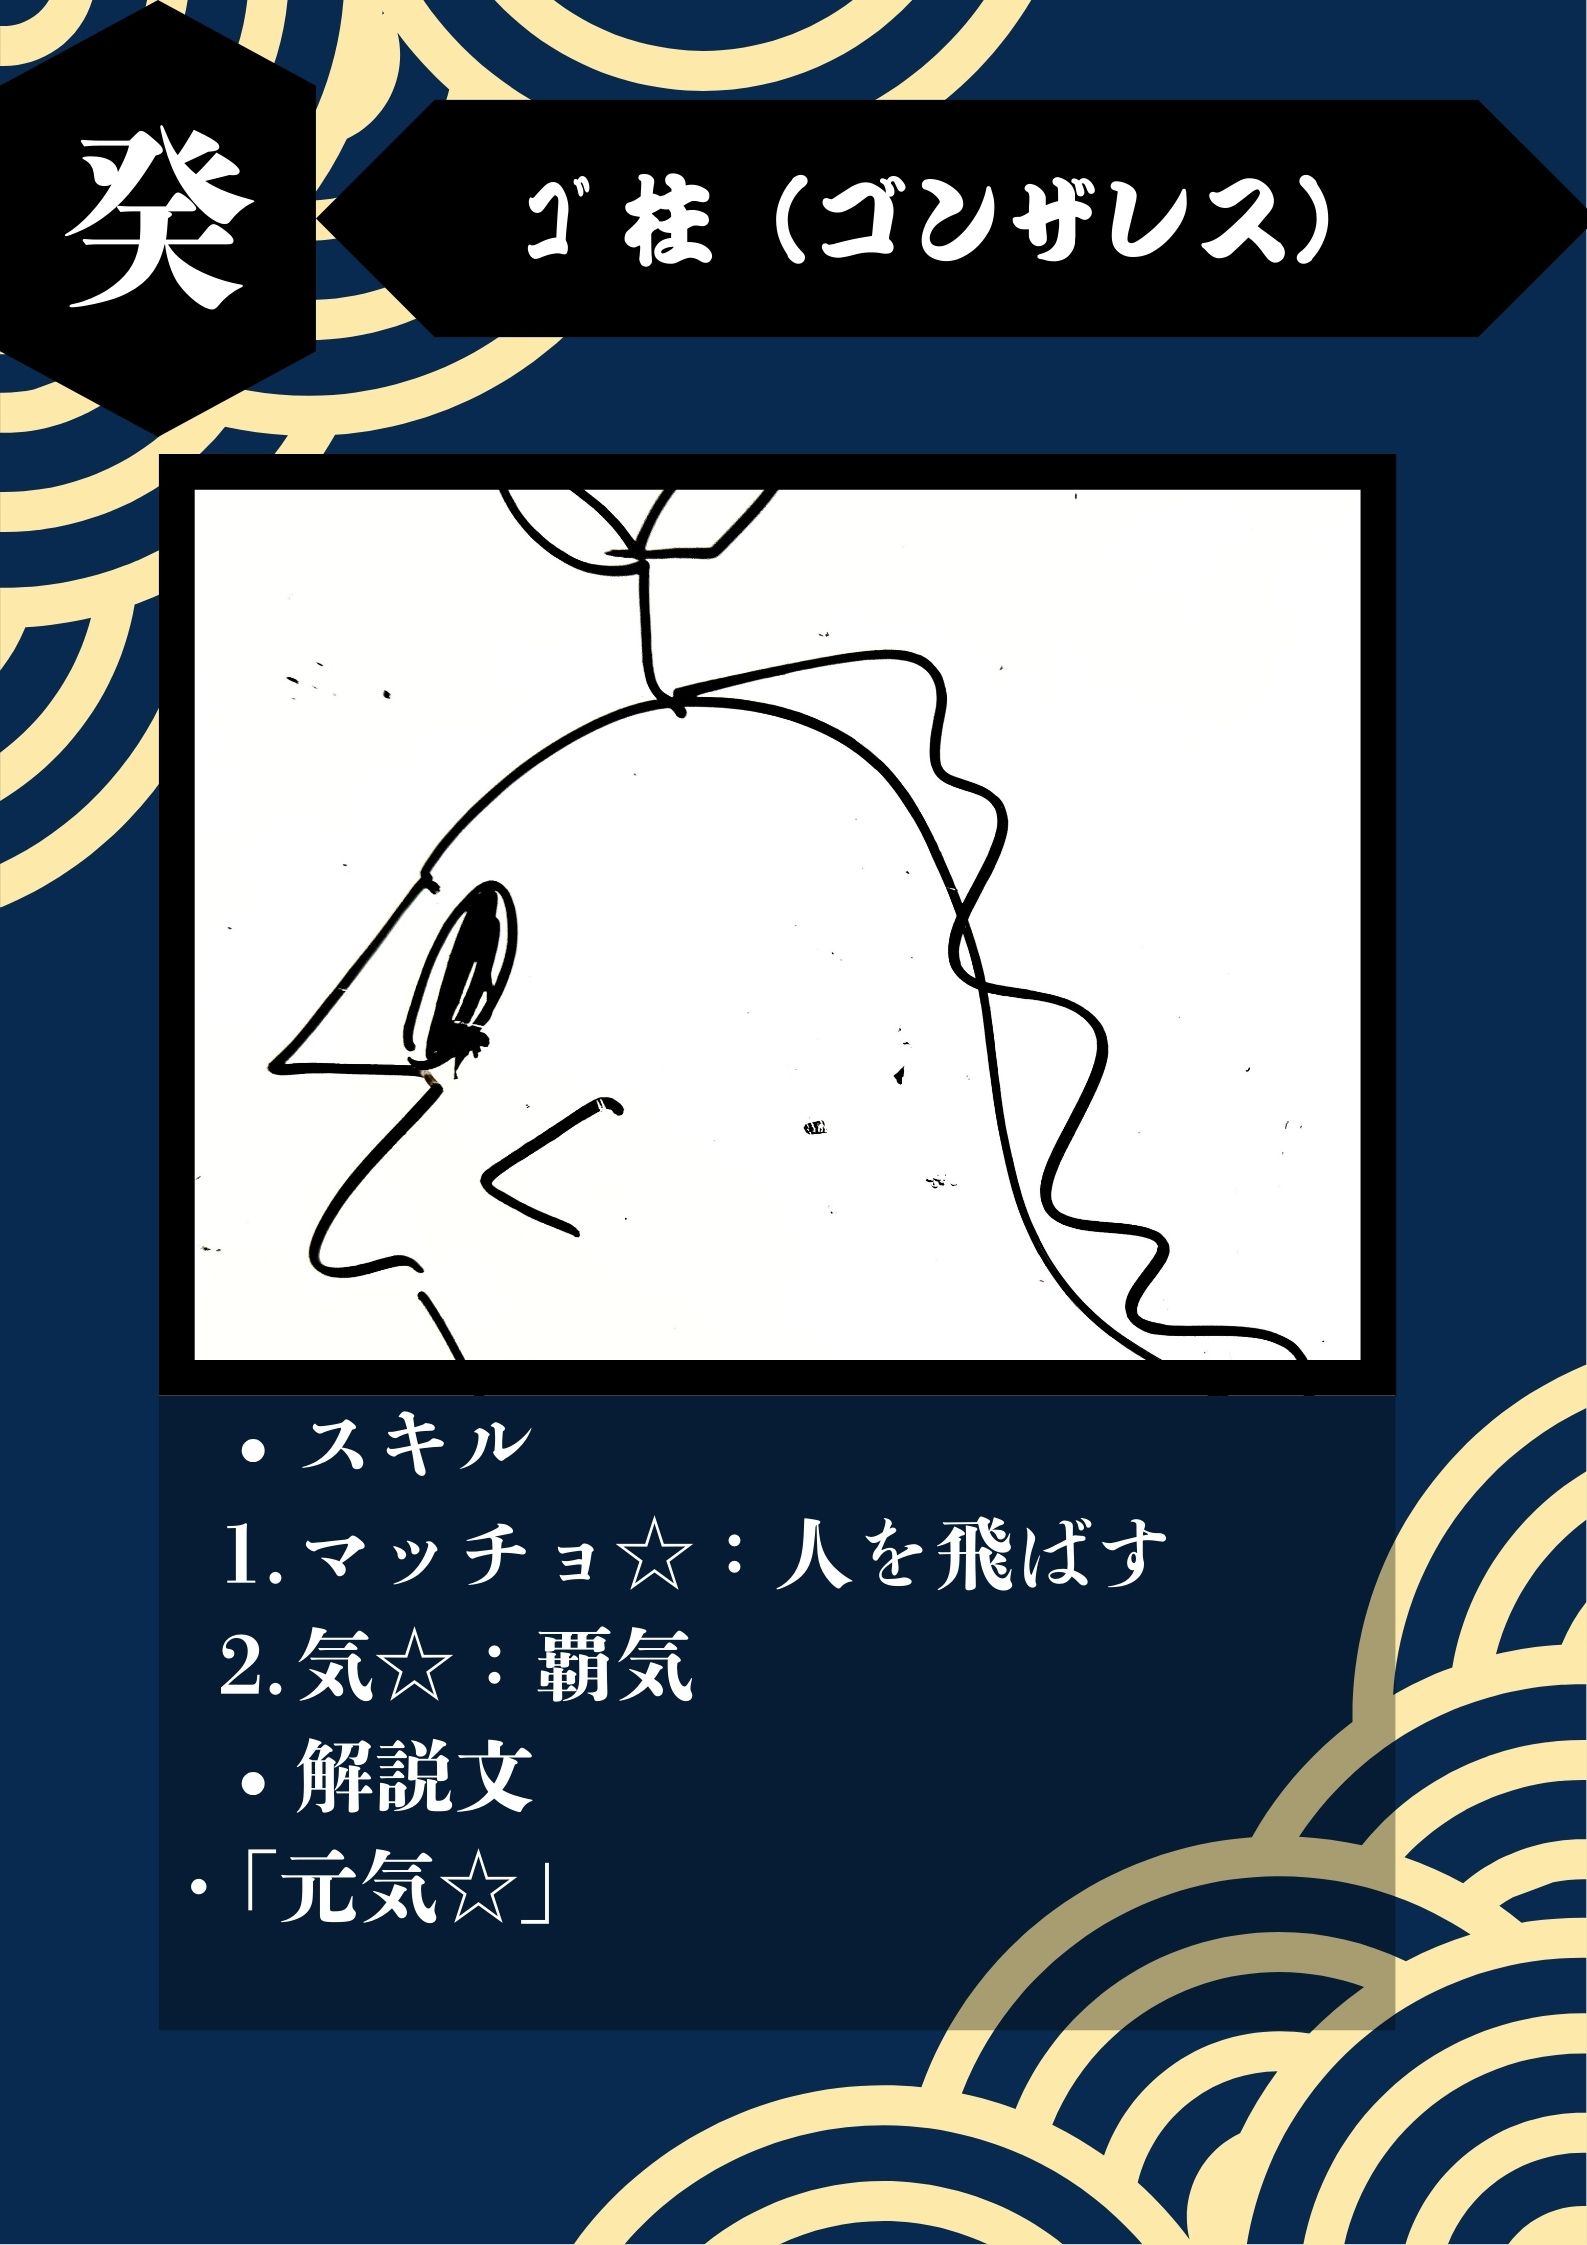 癸
ゴ 桂（ゴンザレス）
• スキル
1. マッチョ☆：人を飛ばす
2. 気☆：覇気
• 解説文
・「元気☆」